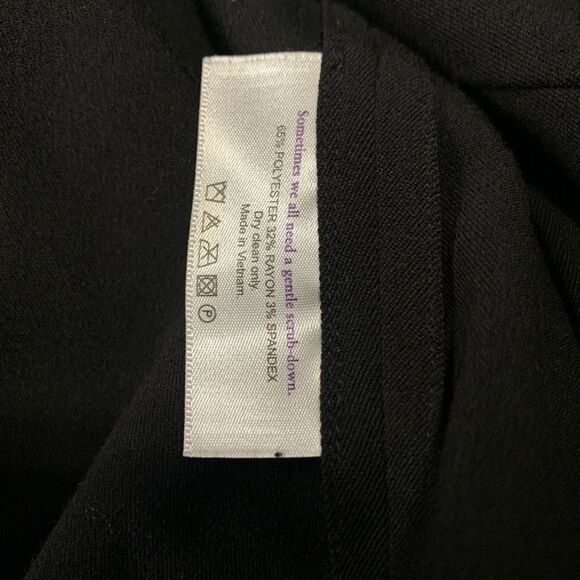 Sometimes we all need a gentle scrub-down.
65% POLYESTER 32% RAYON 3% SPANDEX
Dry clean only
Made in Vietnam.
P